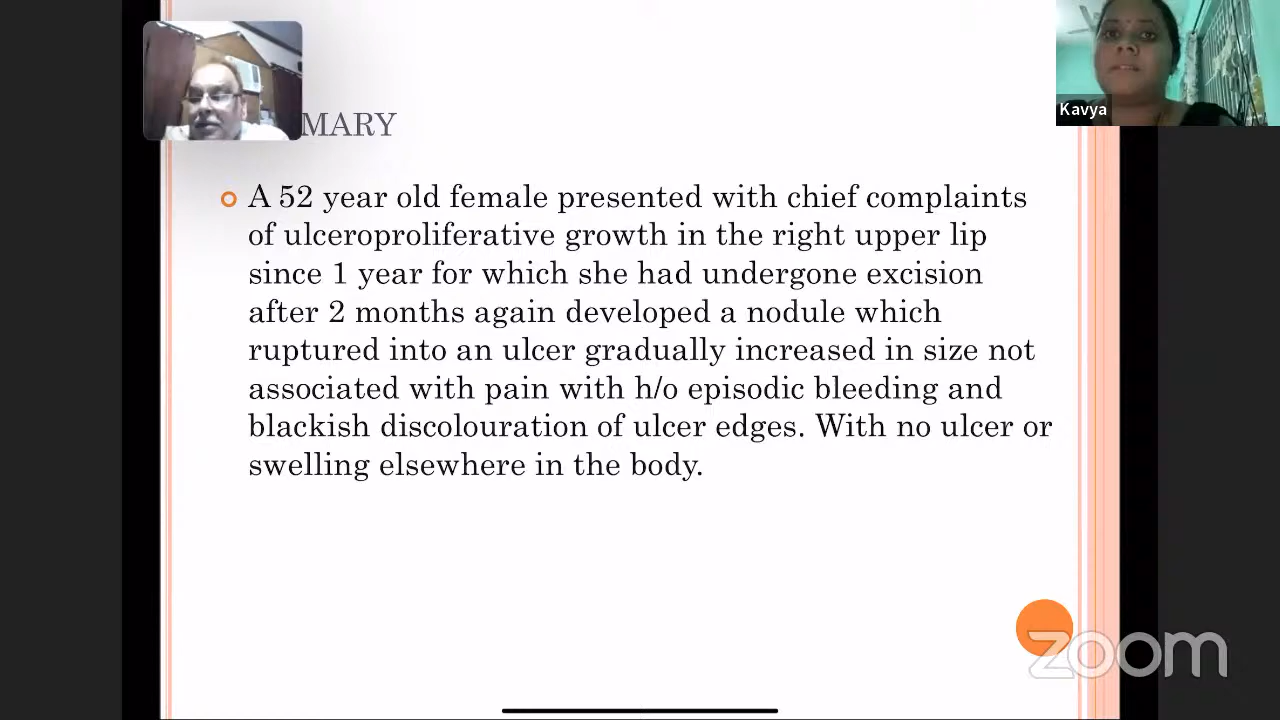 MARY
Kavya
A 52 year old female presented with chief complaints
of ulceroproliferative growth in the right upper lip
since 1 year for which she had undergone excision
after 2 months again developed a nodule which
ruptured into an ulcer gradually increased in size not
associated with pain with h/o episodic bleeding and
blackish discolouration of ulcer edges. With no ulcer or
swelling elsewhere in the body.
zoom